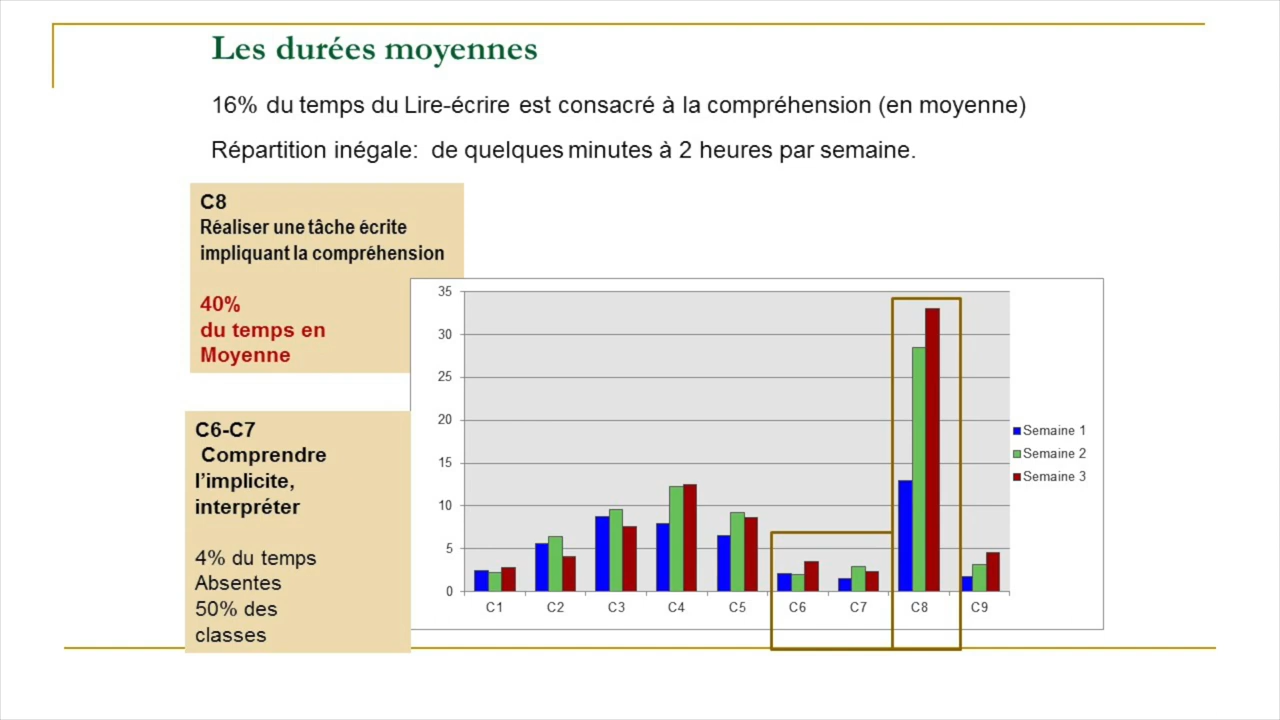 Les durées moyennes
16% du temps du Lire-écrire est consacré à la compréhension (en moyenne)
Répartition inégale: de quelques minutes à 2 heures par semaine.
C8
Réaliser une tâche écrite
impliquant la compréhension
40%
du temps en
Moyenne
C6-C7
Comprendre
l’implicite,
interpréter
4% du temps
Absentes
50% des
classes
35
30
25
20
15
10
5
0
C1 C2 C3 C4 C5 C6 C7 C8 C9
Semaine 1
Semaine 2
Semaine 3